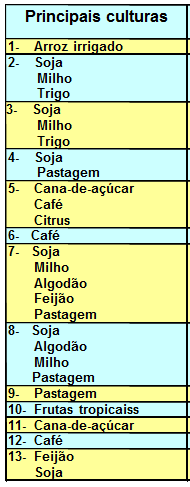 Principais culturas
1- Arroz irrigado
2- Soja
Milho
Trigo
3- Soja
Milho
Trigo
4- Soja
Pastagem
5- Cana-de-açúcar
Café
Citrus
6- Café
7- Soja
Milho
Algodão
Feijão
Pastagem
8- Soja
Algodão
Milho
Pastagem
9- Pastagem
10- Frutas tropicaiss
11- Cana-de-açúcar
12- Café
13- Feijão
Soja